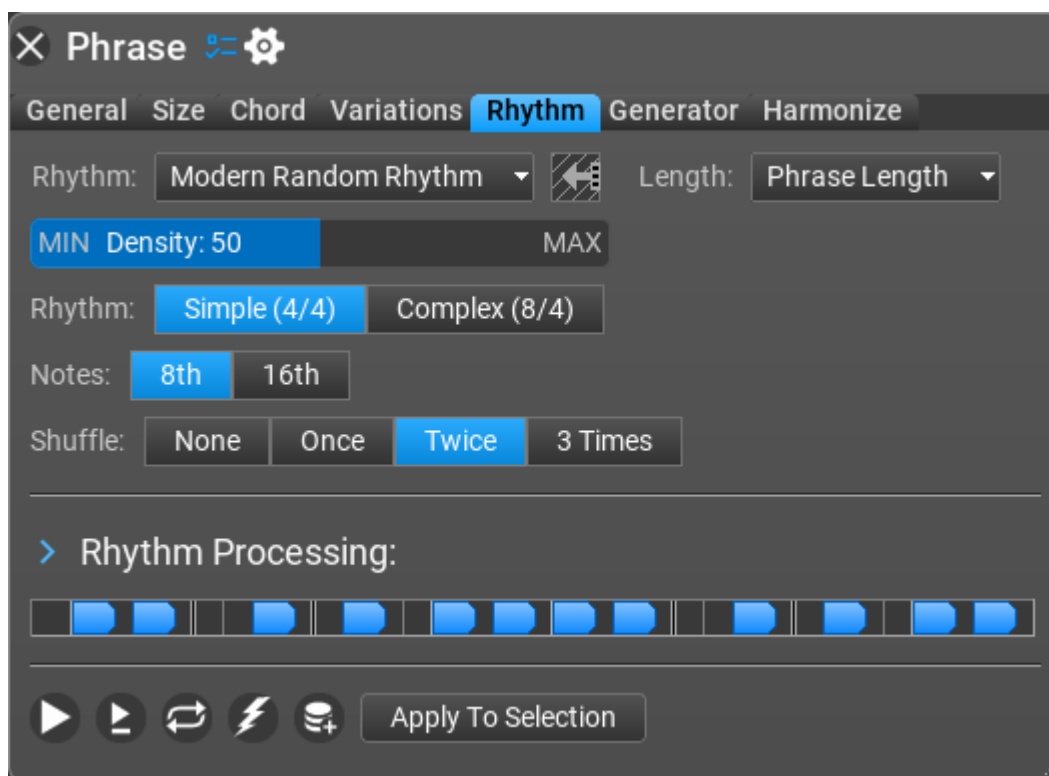 Phrase
General Size Chord Variations Rhythm Generator Harmonize
Rhythm: Modern Random Rhythm Length: Phrase Length
MIN Density: 50 MAX
Rhythm: Simple (4/4) Complex (8/4)
Notes: 8th 16th
Shuffle: None Once Twice 3 Times
Rhythm Processing:
Apply To Selection